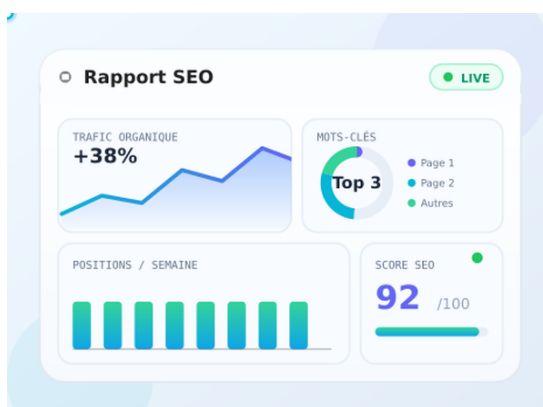 Rapport SEO
LIVE
TRAFIC ORGANIQUE
+38%
MOTS-CLÉS
Top 3
Page 1
Page 2
Autres
POSITIONS / SEMAINE
SCORE SEO
92 /100